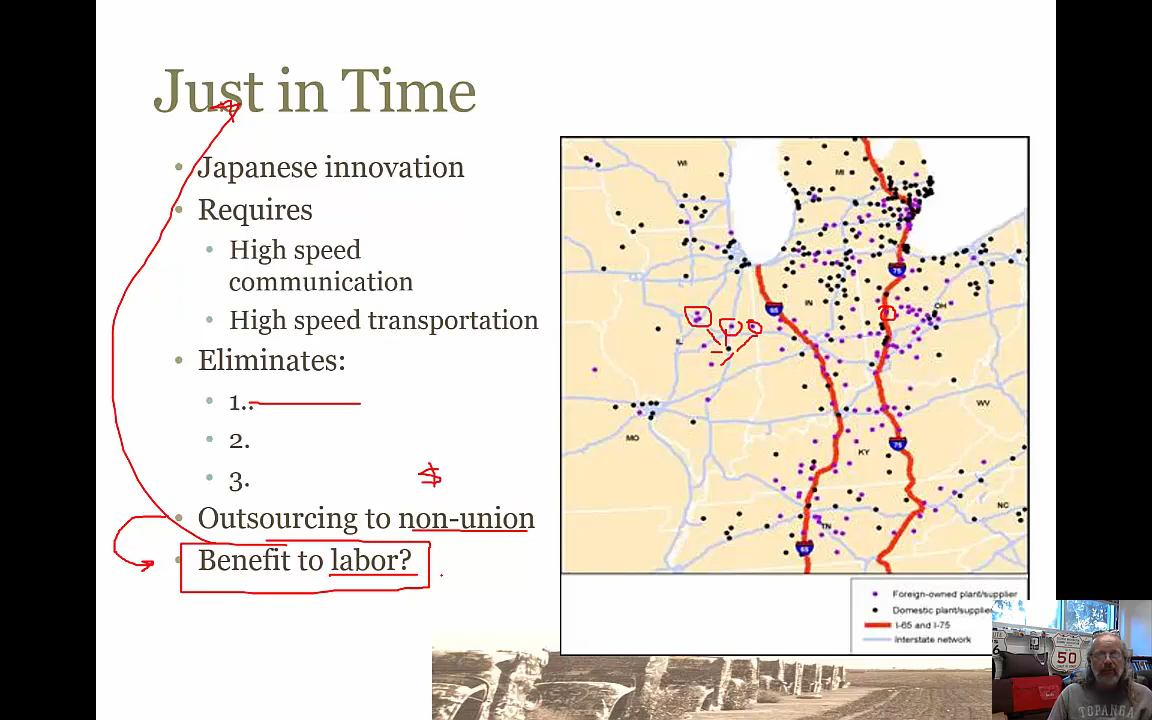 Just in Time
Japanese innovation
Requires
High speed
communication
High speed transportation
Eliminates:
1..
2.
3.
$
Outsourcing to non-union
Benefit to labor?
WI
MI
IN
OH
IL
MO
KY
WV
TN
NC
65
75
75
65
Foreign-owned plant/supplier
Domestic plant/supplier
I-65 and I-75
Interstate network
50
TOPANGA